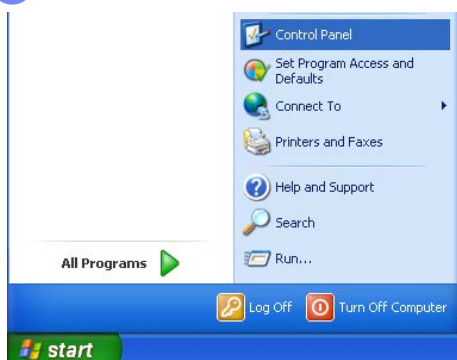 Control Panel
Set Program Access and
Defaults
Connect To
Printers and Faxes
Help and Support
Search
Run...
All Programs
Log Off
Turn Off Computer
start